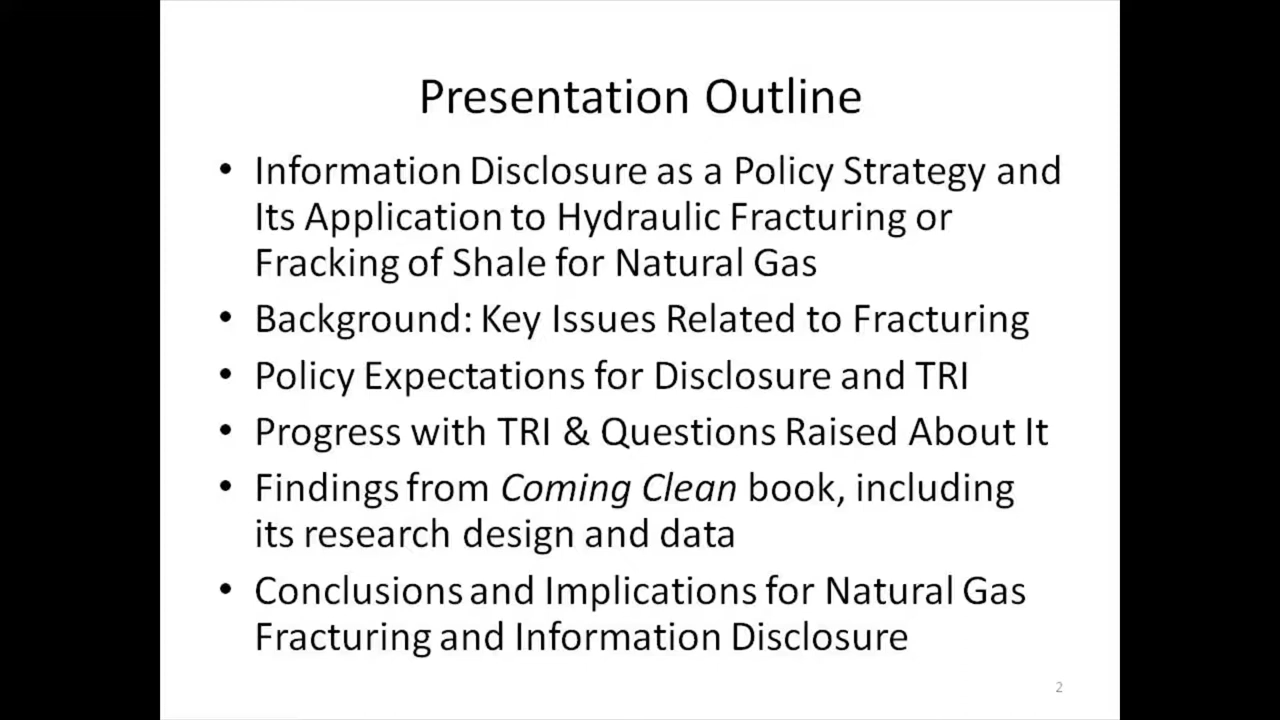 Presentation Outline
• Information Disclosure as a Policy Strategy and
Its Application to Hydraulic Fracturing or
Fracking of Shale for Natural Gas
• Background: Key Issues Related to Fracturing
• Policy Expectations for Disclosure and TRI
• Progress with TRI & Questions Raised About It
• Findings from Coming Clean book, including
its research design and data
• Conclusions and Implications for Natural Gas
Fracturing and Information Disclosure
2